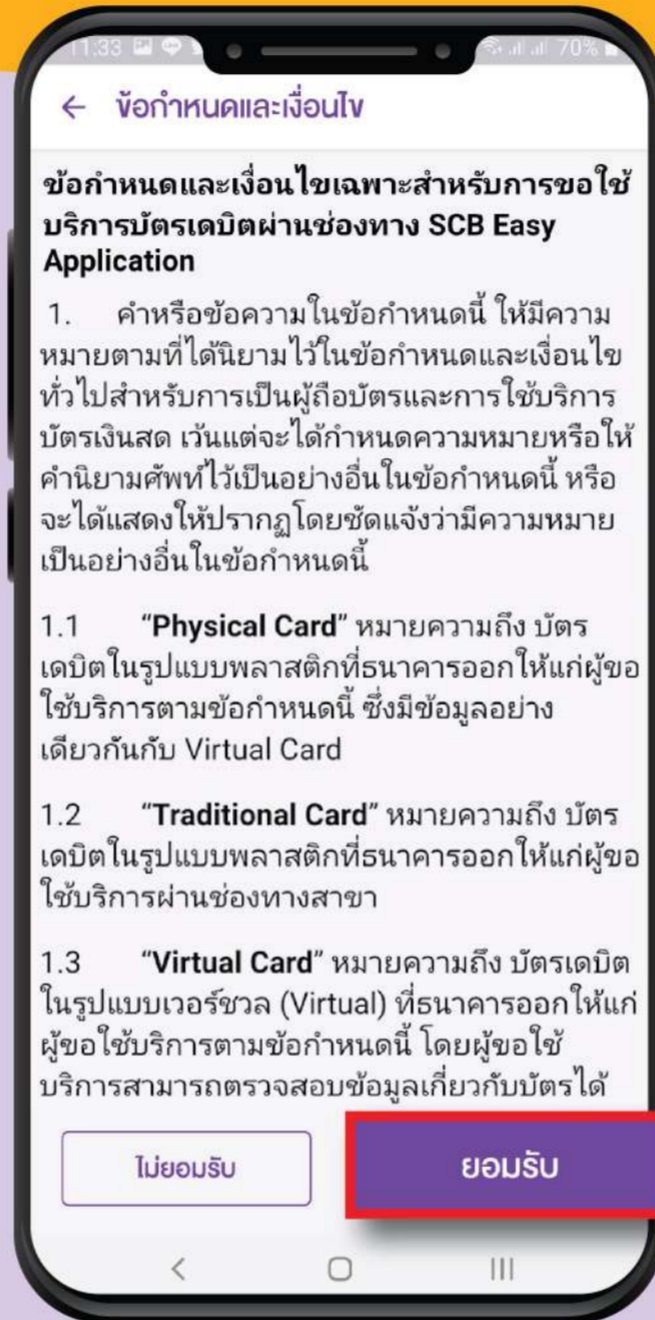 11:33
70%
← ข้อกำหนดและเงื่อนไข
ข้อกำหนดและเงื่อนไขเฉพาะสำหรับการขอใช้
บริการบัตรเดบิตผ่านช่องทาง SCB Easy
Application
1. คำหรือข้อความในข้อกำหนดนี้ ให้มีความ
หมายตามที่ได้นิยามไว้ในข้อกำหนดและเงื่อนไข
ทั่วไปสำหรับการเป็นผู้ถือบัตรและการใช้บริการ
บัตรเงินสด เว้นแต่จะได้กำหนดความหมายหรือให้
คำนิยามศัพท์ไว้เป็นอย่างอื่นในข้อกำหนดนี้ หรือ
จะได้แสดงให้ปรากฏโดยชัดแจ้งว่ามีความหมาย
เป็นอย่างอื่นในข้อกำหนดนี้
1.1 “Physical Card” หมายความถึง บัตร
เดบิตในรูปแบบพลาสติกที่ธนาคารออกให้แก่ผู้ขอ
ใช้บริการตามข้อกำหนดนี้ ซึ่งมีข้อมูลอย่าง
เดียวกันกับ Virtual Card
1.2 “Traditional Card” หมายความถึง บัตร
เดบิตในรูปแบบพลาสติกที่ธนาคารออกให้แก่ผู้ขอ
ใช้บริการผ่านช่องทางสาขา
1.3 “Virtual Card” หมายความถึง บัตรเดบิต
ในรูปแบบเวอร์ชวล (Virtual) ที่ธนาคารออกให้แก่
ผู้ขอใช้บริการตามข้อกำหนดนี้ โดยผู้ขอใช้
บริการสามารถตรวจสอบข้อมูลเกี่ยวกับบัตรได้
ไม่ยอมรับ
ยอมรับ